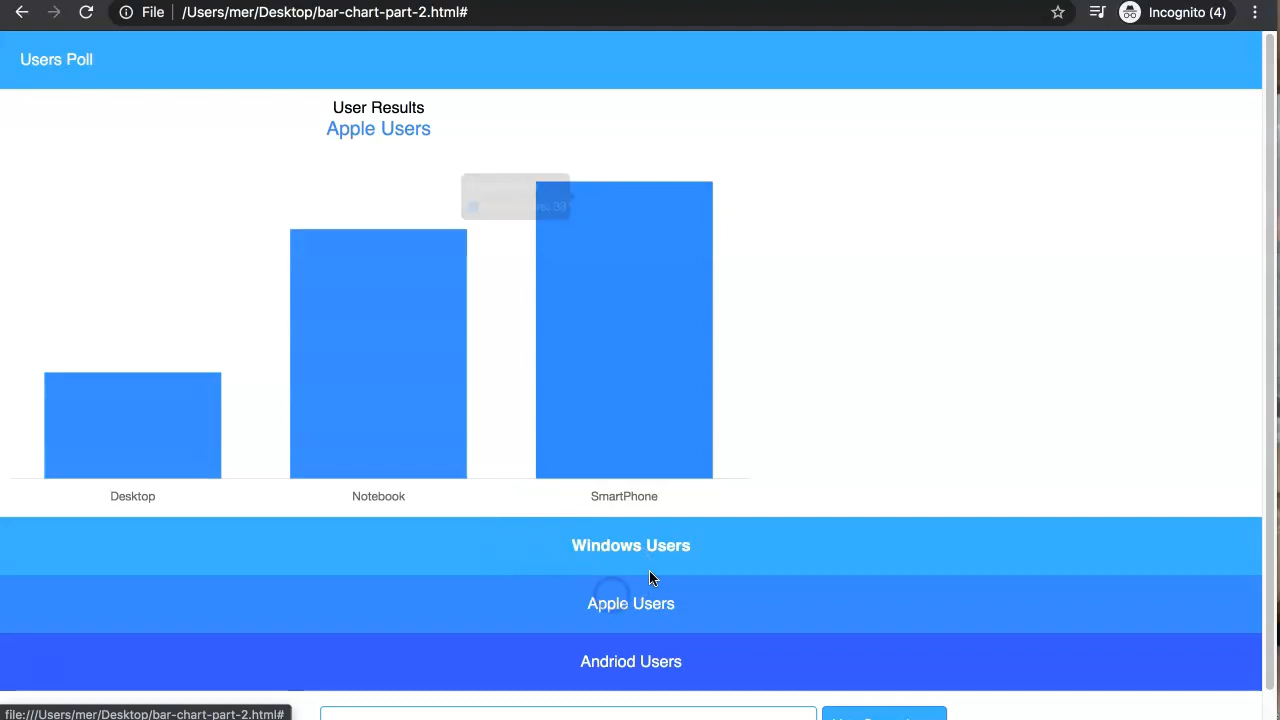 File /Users/mer/Desktop/bar-chart-part-2.html# Incognito (4)
Users Poll
User Results
Apple Users
33
Desktop Notebook SmartPhone
Windows Users
Apple Users
Andriod Users
file:///Users/mer/Desktop/bar-chart-part-2.html#